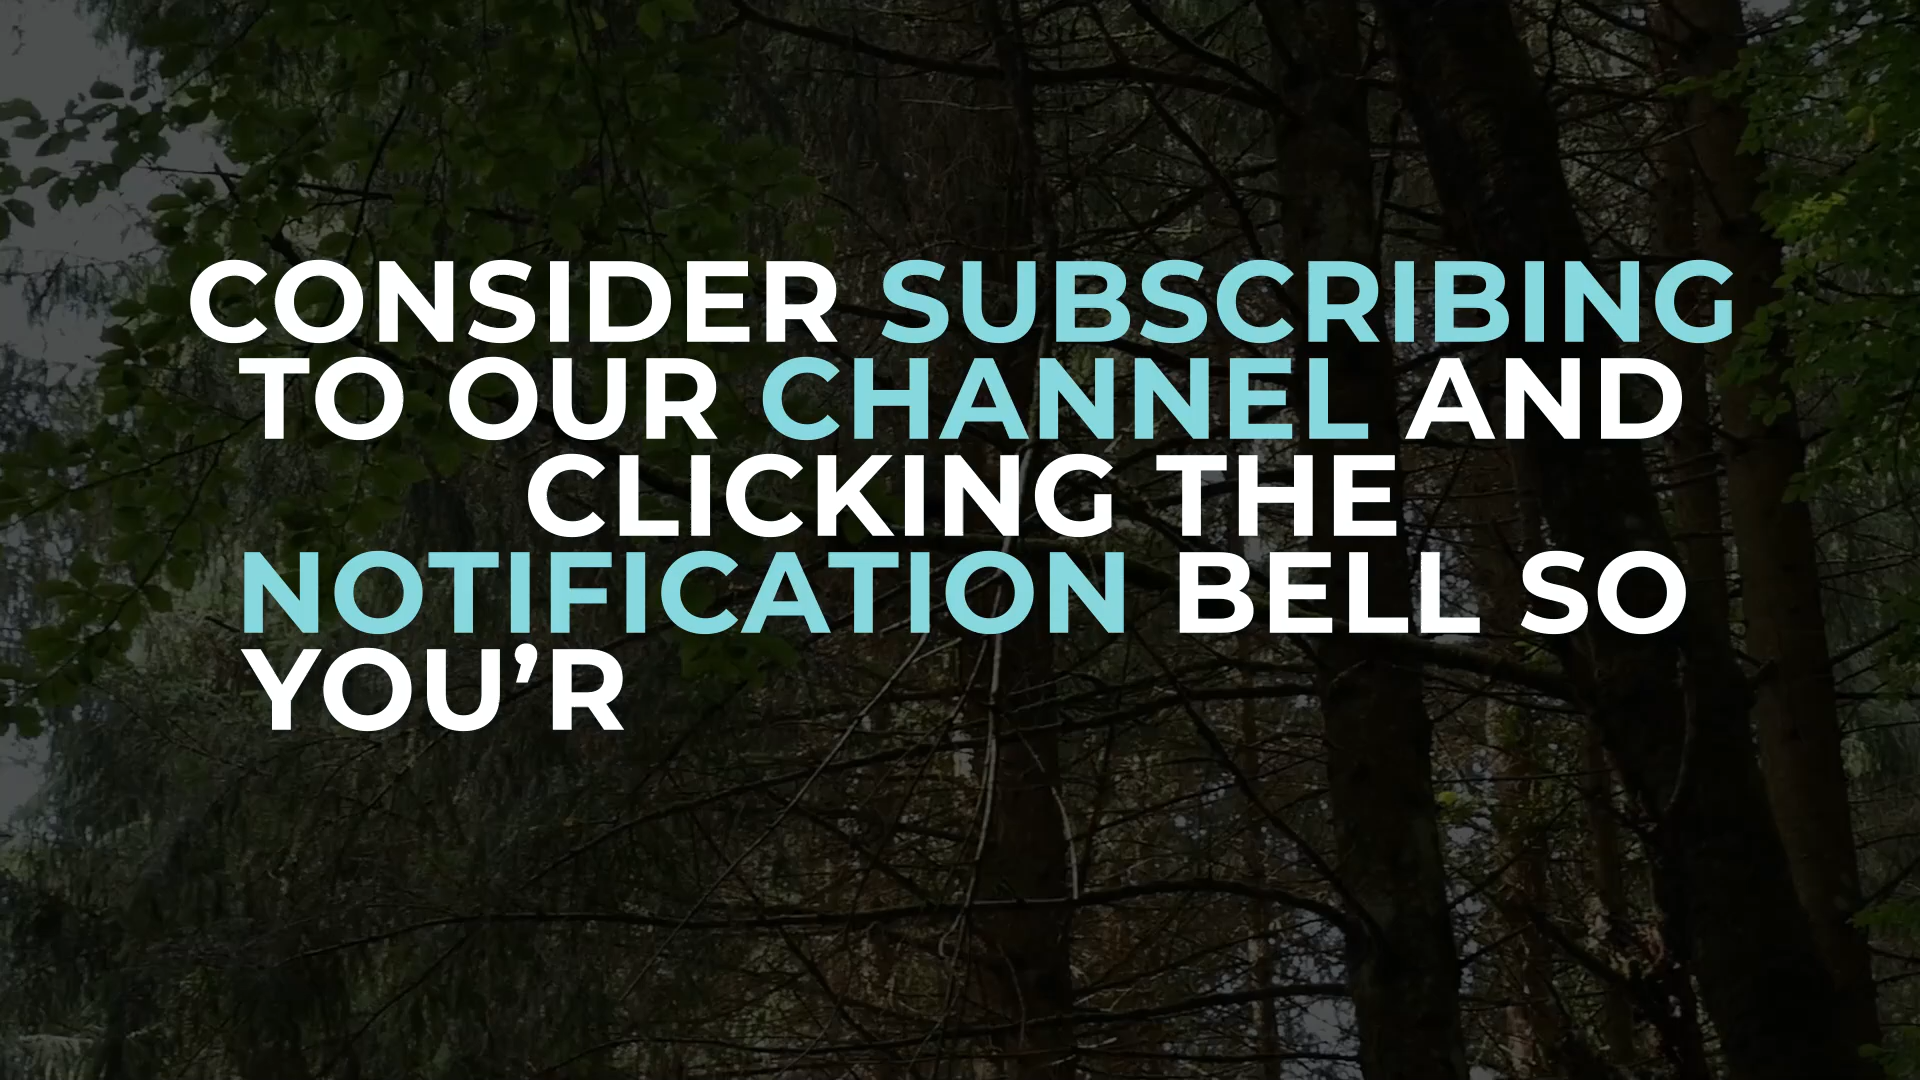 CONSIDER SUBSCRIBING
TO OUR CHANNEL AND
CLICKING THE
NOTIFICATION BELL SO
YOU’R